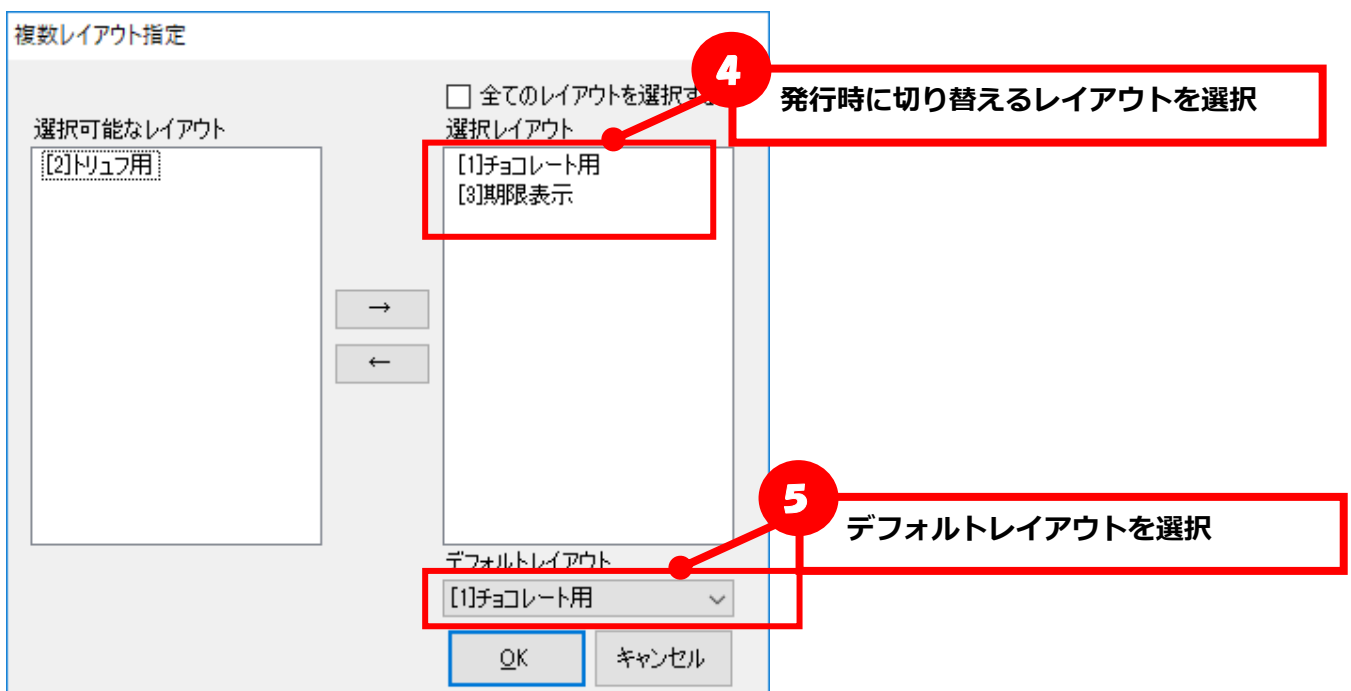 複数レイアウト指定
4
発行時に切り替えるレイアウトを選択
全てのレイアウトを選択す
選択可能なレイアウト
選択レイアウト
[2]トリュフ用
[1]チョコレート用
[3]期限表示
→
←
5
デフォルトレイアウトを選択
デフォルトレイアウト
[1]チョコレート用
OK
キャンセル